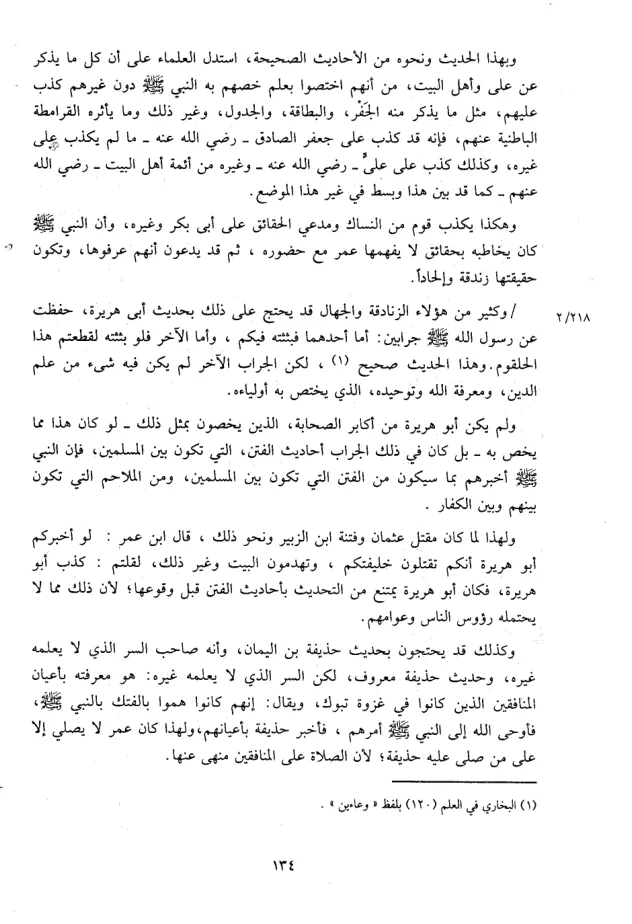 وبهذا الحديث ونحوه من الأحاديث الصحيحة، استدل العلماء على أن كل ما يذكر
عن على وأهل البيت، من أنهم اختصوا بعلم خصهم به النبي ﷺ دون غيرهم كذب
عليهم، مثل ما يذكر منه الجَفْر، والبطاقة، والجدول، وغير ذلك وما يأثره القرامطة
الباطنية عنهم، فإنه قد كذب على جعفر الصادق ـ رضي الله عنه ـ ما لم يكذب على
غيره، وكذلك كذب على علىٍّ ـ رضي الله عنه ـ وغيره من أئمة أهل البيت ـ رضي الله
عنهم ـ كما قد بين هذا وبسط في غير هذا الموضع.
وهكذا يكذب قوم من النساك ومدعي الحقائق على أبى بكر وغيره، وأن النبي ﷺ
كان يخاطبه بحقائق لا يفهمها عمر مع حضوره ، ثم قد يدعون أنهم عرفوها، وتكون
حقيقتها زندقة وإلحاداً.
/ وكثير من هؤلاء الزنادقة والجهال قد يحتج على ذلك بحديث أبى هريرة، حفظت
٢/٢١٨
عن رسول الله ﷺ جرابين: أما أحدهما فبثثته فيكم ، وأما الآخر فلو بثثته لقطعتم هذا
الحلقوم. وهذا الحديث صحيح (١) ، لكن الجراب الآخر لم يكن فيه شىء من علم
الدين، ومعرفة الله وتوحيده، الذي يختص به أولياءه.
ولم يكن أبو هريرة من أكابر الصحابة، الذين يخصون بمثل ذلك ـ لو كان هذا مما
يخص به ـ بل كان في ذلك الجراب أحاديث الفتن، التي تكون بين المسلمين، فإن النبي
ﷺ أخبرهم بما سيكون من الفتن التي تكون بين المسلمين، ومن الملاحم التي تكون
بينهم وبين الكفار .
ولهذا لما كان مقتل عثمان وفتنة ابن الزبير ونحو ذلك ، قال ابن عمر : لو أخبركم
أبو هريرة أنكم تقتلون خليفتكم ، وتهدمون البيت وغير ذلك، لقلتم : كذب أبو
هريرة، فكان أبو هريرة يمتنع من التحديث بأحاديث الفتن قبل وقوعها؛ لأن ذلك مما لا
يحتمله رؤوس الناس وعوامهم.
وكذلك قد يحتجون بحديث حذيفة بن اليمان، وأنه صاحب السر الذي لا يعلمه
غيره، وحديث حذيفة معروف، لكن السر الذي لا يعلمه غيره: هو معرفته بأعيان
المنافقين الذين كانوا في غزوة تبوك، ويقال: إنهم كانوا هموا بالفتك بالنبي ﷺ،
فأوحى الله إلى النبي ﷺ أمرهم ، فأخبر حذيفة بأعيانهم،ولهذا كان عمر لا يصلي إلا
على من صلى عليه حذيفة؛ لأن الصلاة على المنافقين منهى عنها.
(١) البخاري في العلم (١٢٠) بلفظ « وعاءين » .
١٣٤